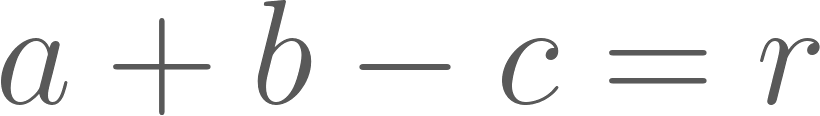 a + b − c = r